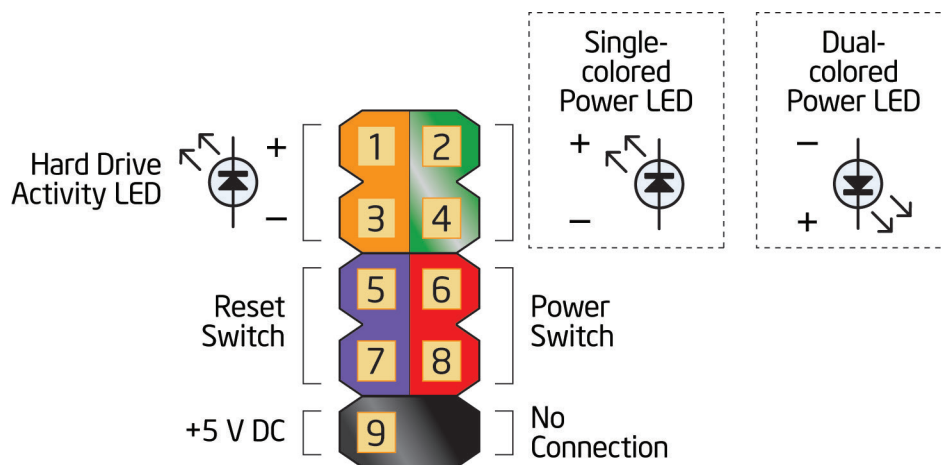 Single-
colored
Power LED
Dual-
colored
Power LED
Hard Drive
Activity LED
+
−
1
2
3
4
+
−
−
+
Reset
Switch
5
6
7
8
Power
Switch
+5 V DC
9
No
Connection